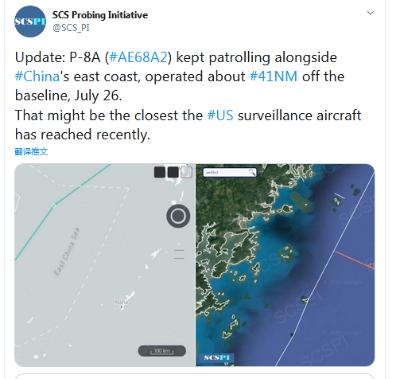 SCS Probing Initiative
@SCS_PI
Update: P-8A (#AE68A2) kept patrolling alongside
#China's east coast, operated about #41NM off the
baseline, July 26.
That might be the closest the #US surveillance aircraft
has reached recently.
翻译推文
East China Sea
100 km
SCSPI
SCSPI
SCSPI
SCSPI